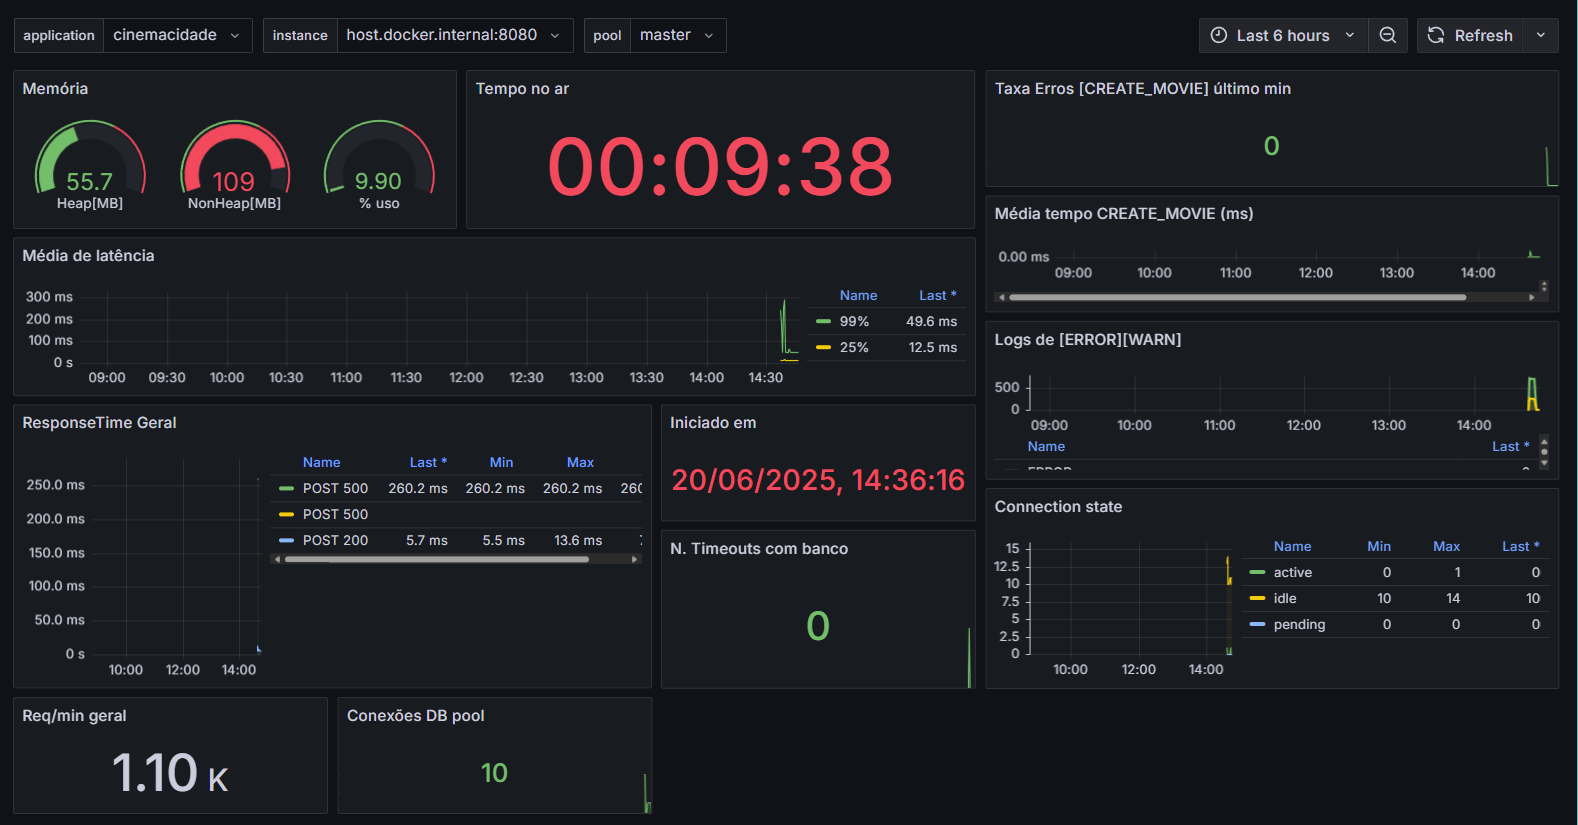 application cinemacidade instance host.docker.internal:8080 pool master Last 6 hours Refresh
Memória
55.7
Heap[MB]
109
NonHeap[MB]
9.90
% uso
Tempo no ar
00:09:38
Taxa Erros [CREATE_MOVIE] último min
0
Média tempo CREATE_MOVIE (ms)
0.00 ms
09:00 10:00 11:00 12:00 13:00 14:00
Média de latência
300 ms
200 ms
100 ms
0 s
09:00 09:30 10:00 10:30 11:00 11:30 12:00 12:30 13:00 13:30 14:00 14:30
Name Last *
99% 49.6 ms
25% 12.5 ms
Logs de [ERROR][WARN]
500
0
09:00 10:00 11:00 12:00 13:00 14:00
Name Last *
ERROR
ResponseTime Geral
250.0 ms
200.0 ms
150.0 ms
100.0 ms
50.0 ms
0 s
10:00 12:00 14:00
Name Last * Min Max
POST 500 260.2 ms 260.2 ms 260.2 ms 260
POST 500
POST 200 5.7 ms 5.5 ms 13.6 ms
Iniciado em
20/06/2025, 14:36:16
N. Timeouts com banco
0
Connection state
15
12.5
10
7.5
5
2.5
0
10:00 12:00 14:00
Name Min Max Last *
active 0 1 0
idle 10 14 10
pending 0 0 0
Req/min geral
1.10 K
Conexões DB pool
10